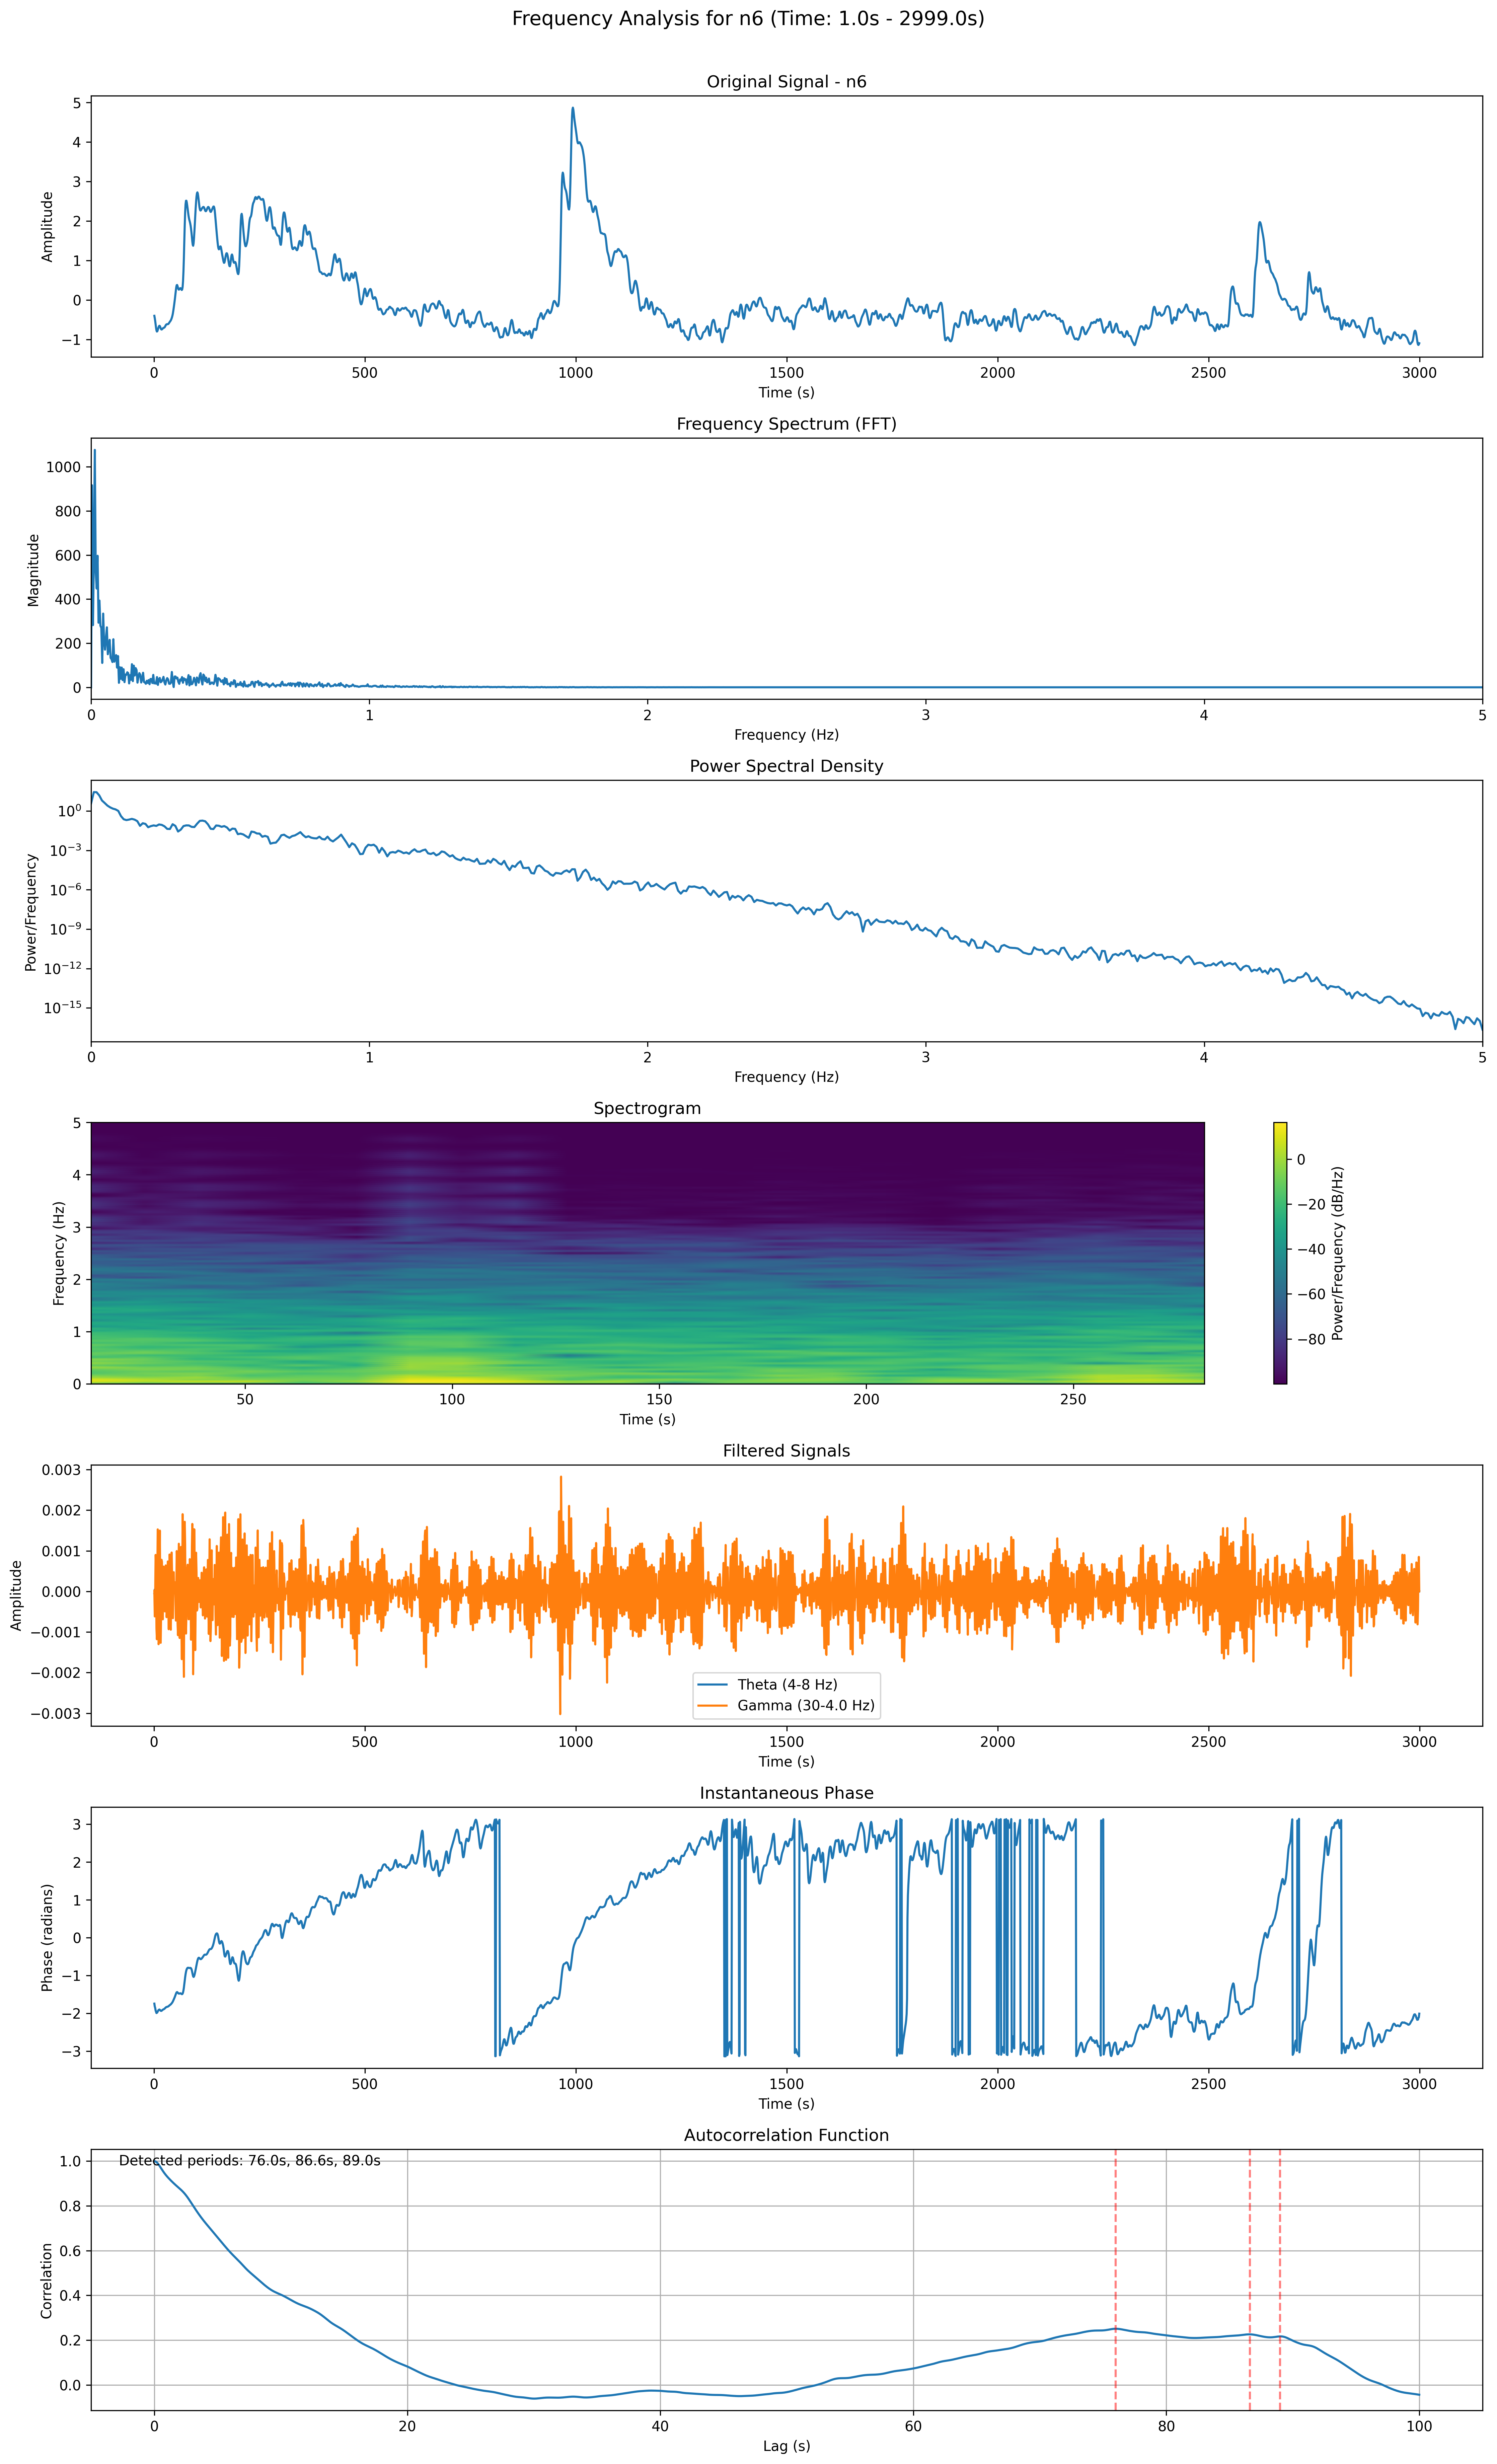 Frequency Analysis for n6 (Time: 1.0s - 2999.0s)
Original Signal - n6
Amplitude
5
4
3
2
1
0
−1
0 500 1000 1500 2000 2500 3000
Time (s)
Frequency Spectrum (FFT)
Magnitude
1000
800
600
400
200
0
0 1 2 3 4 5
Frequency (Hz)
Power Spectral Density
Power/Frequency
10⁰
10⁻³
10⁻⁶
10⁻⁹
10⁻¹²
10⁻¹⁵
0 1 2 3 4 5
Frequency (Hz)
Spectrogram
Frequency (Hz)
5
4
3
2
1
0
50 100 150 200 250
Time (s)
0
−20
−40
−60
−80
Power/Frequency (dB/Hz)
Filtered Signals
Amplitude
0.003
0.002
0.001
0.000
−0.001
−0.002
−0.003
Theta (4-8 Hz)
Gamma (30-4.0 Hz)
0 500 1000 1500 2000 2500 3000
Time (s)
Instantaneous Phase
Phase (radians)
3
2
1
0
−1
−2
−3
0 500 1000 1500 2000 2500 3000
Time (s)
Autocorrelation Function
Detected periods: 76.0s, 86.6s, 89.0s
Correlation
1.0
0.8
0.6
0.4
0.2
0.0
0 20 40 60 80 100
Lag (s)